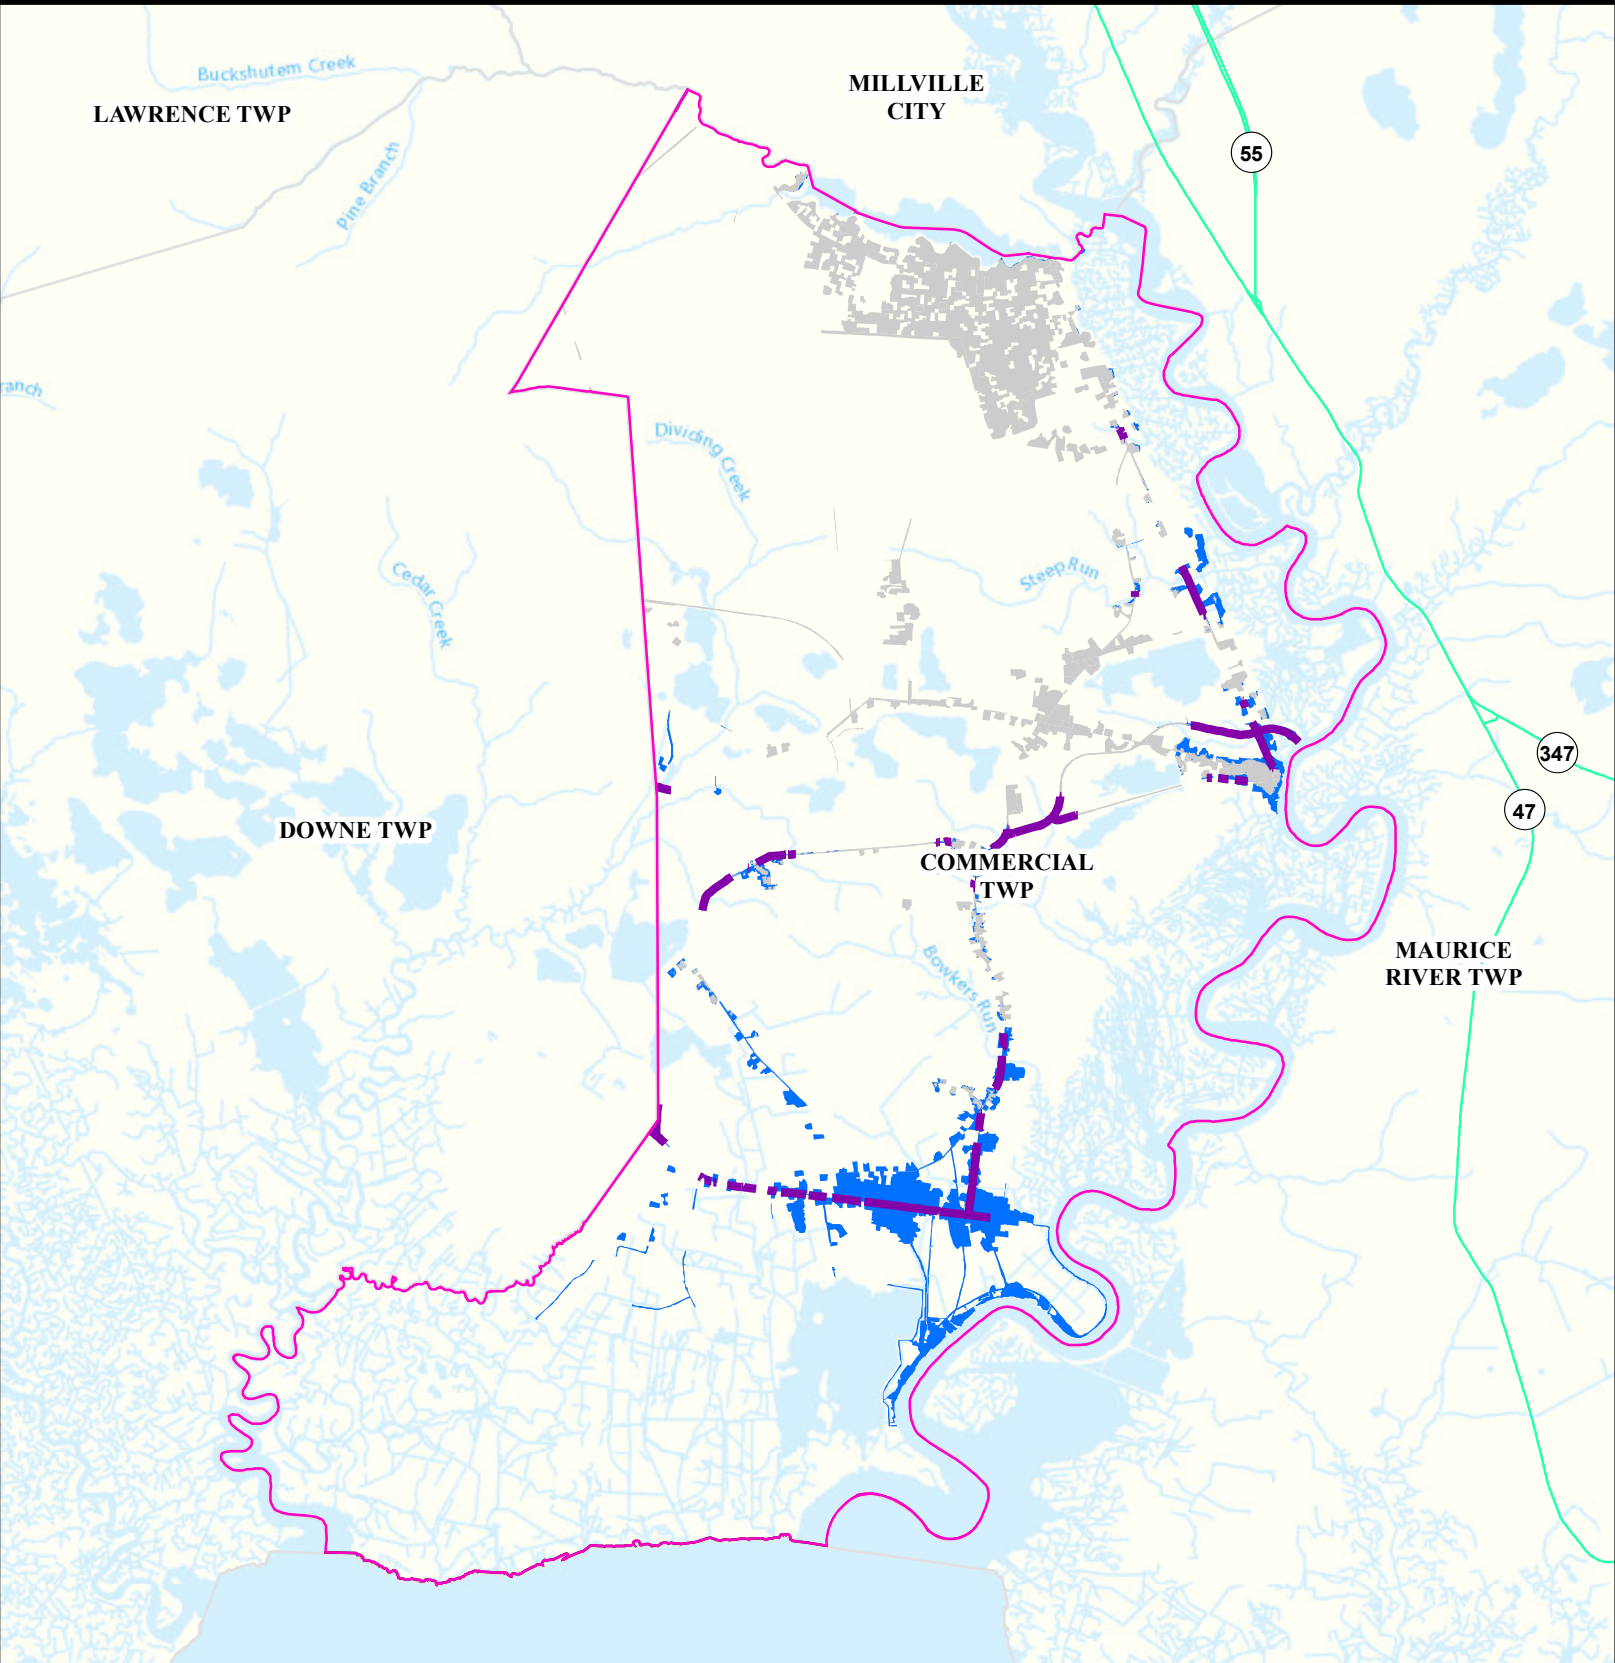 Buckshutem Creek
LAWRENCE TWP
MILLVILLE
CITY
55
Pine Branch
ranch
Dividing Creek
Cedar Creek
Steep Run
347
47
DOWNE TWP
COMMERCIAL
TWP
MAURICE
RIVER TWP
Bowkers Run